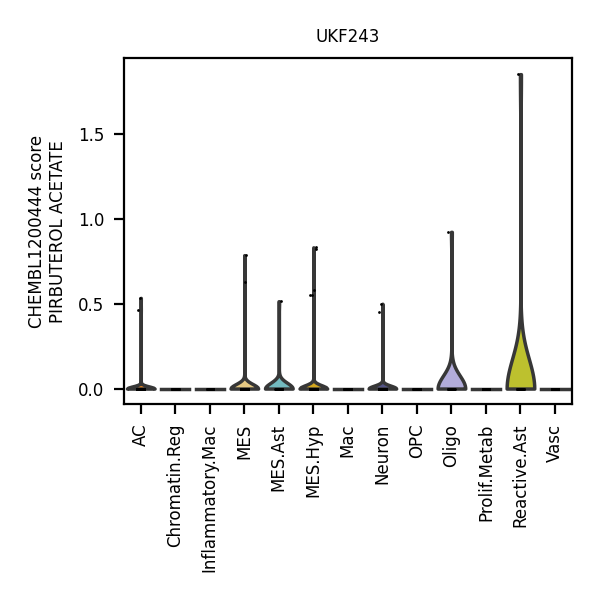 UKF243
CHEMBL1200444 score
PIRBUTEROL ACETATE
1.5
1.0
0.5
0.0
AC
Chromatin.Reg
Inflammatory.Mac
MES
MES.Ast
MES.Hyp
Mac
Neuron
OPC
Oligo
Prolif.Metab
Reactive.Ast
Vasc